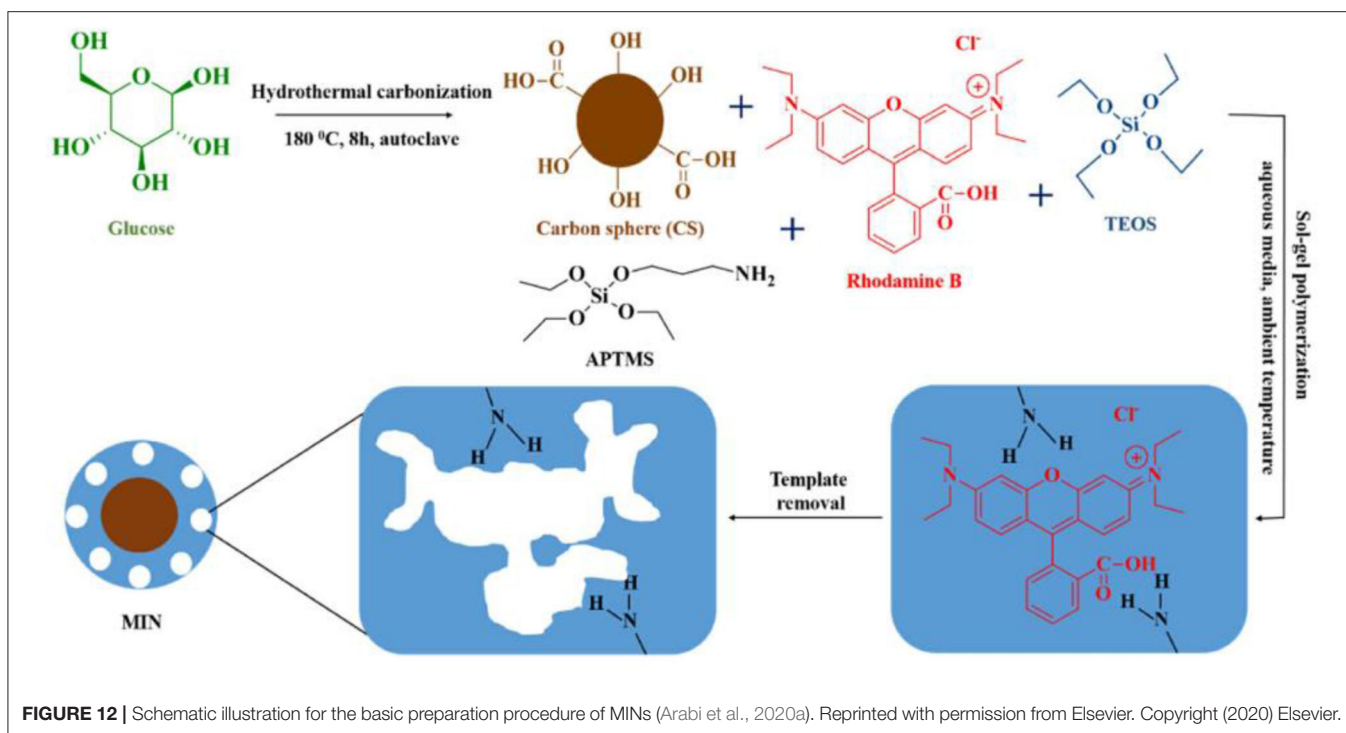 OH
OH
O
OH
HO
OH
OH
Glucose
Hydrothermal carbonization
180 ⁰C, 8h, autoclave
OH
O
HO-C
OH
HO
C-OH
O
OH
Carbon sphere (CS)
+
Cl-
N
O
N
+
C-OH
O
Rhodamine B
+
O
O
Si
O
O
TEOS
+
O
O
NH2
Si
O
O
APTMS
Sol-gel polymerization
aqueous media, ambient temperature
N
H
H
Cl-
N
O
N
+
C-OH
O
H
H
N
Template
removal
N
H
H
H
H
N
MIN
FIGURE 12 | Schematic illustration for the basic preparation procedure of MINs (Arabi et al., 2020a). Reprinted with permission from Elsevier. Copyright (2020) Elsevier.